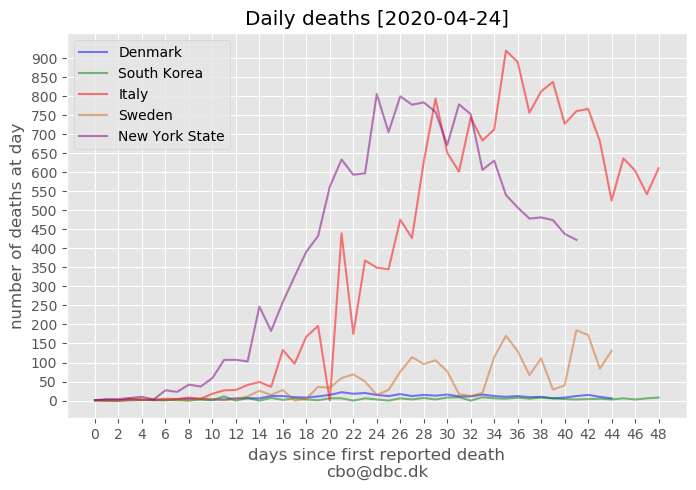 Daily deaths [2020-04-24]
Denmark
South Korea
Italy
Sweden
New York State
number of deaths at day
900
850
800
750
700
650
600
550
500
450
400
350
300
250
200
150
100
50
0
0 2 4 6 8 10 12 14 16 18 20 22 24 26 28 30 32 34 36 38 40 42 44 46 48
days since first reported death
cbo@dbc.dk